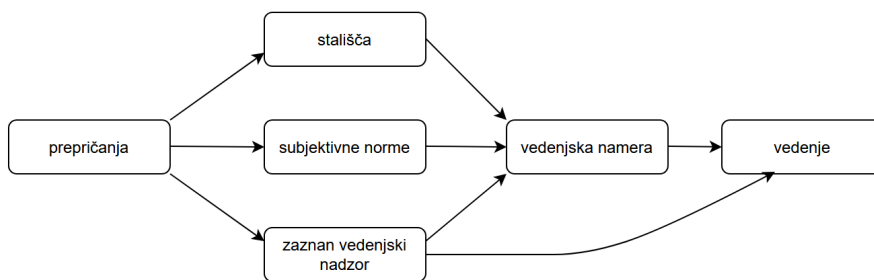 stališča
prepričanja
subjektivne norme
vedenjska namera
vedenje
zaznan vedenjski
nadzor